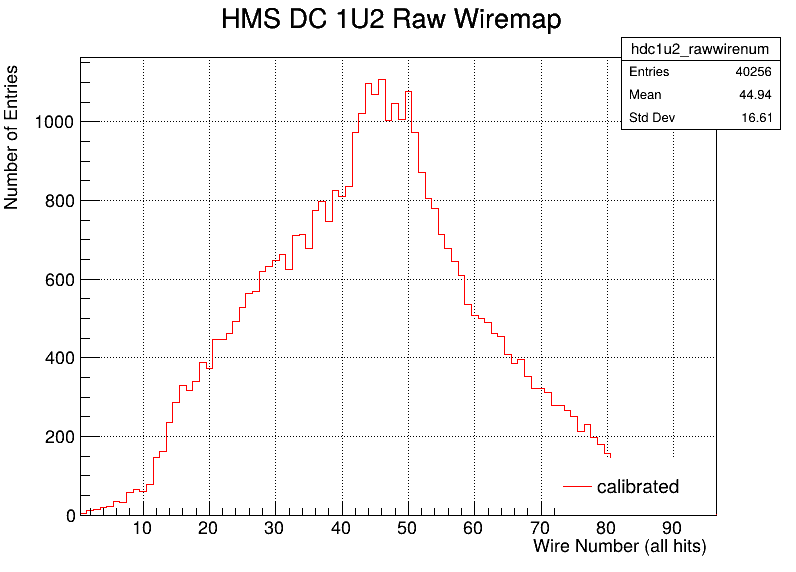 HMS DC 1U2 Raw Wiremap
hdc1u2_rawwirenum
Entries 40256
Mean 44.94
Std Dev 16.61
Number of Entries
1000
800
600
400
200
0
calibrated
10 20 30 40 50 60 70 80 90
Wire Number (all hits)